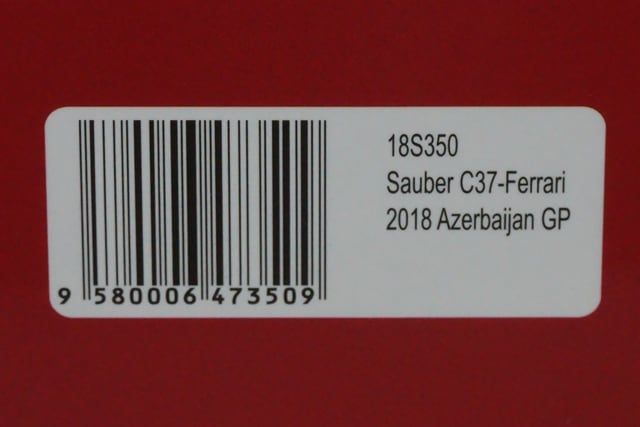 18S350
Sauber C37-Ferrari
2018 Azerbaijan GP
9 580006 473509